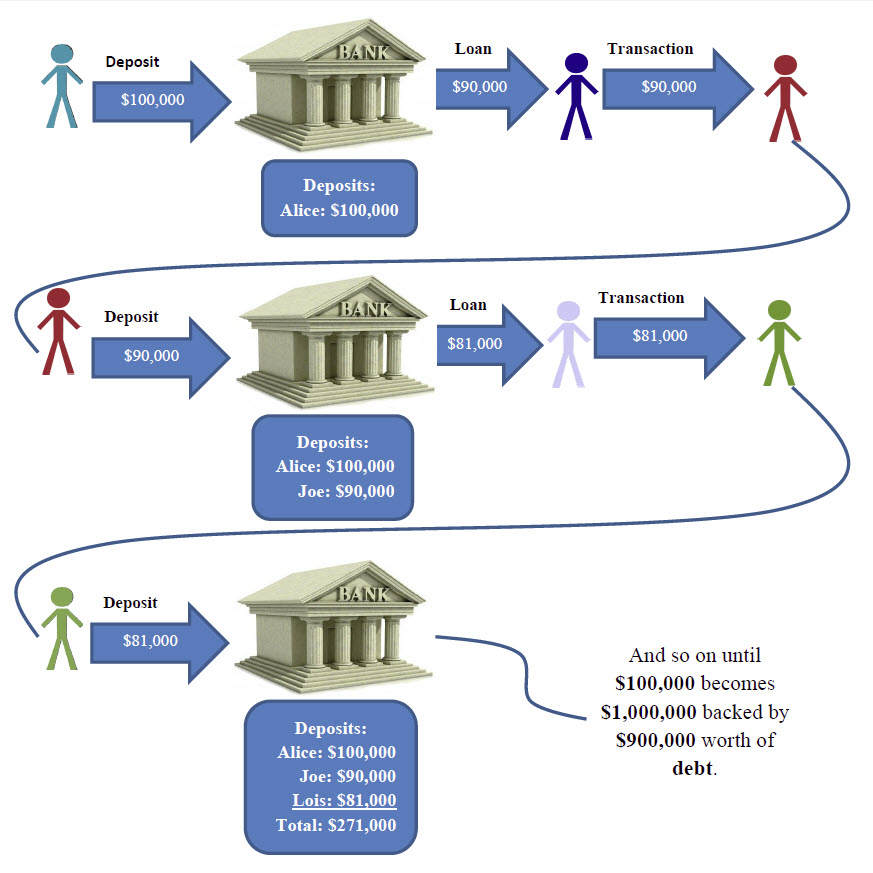 Deposit
$100,000
BANK
Loan
$90,000
Transaction
$90,000
Deposits:
Alice: $100,000
Deposit
$90,000
BANK
Loan
$81,000
Transaction
$81,000
Deposits:
Alice: $100,000
Joe: $90,000
Deposit
$81,000
BANK
Deposits:
Alice: $100,000
Joe: $90,000
Lois: $81,000
Total: $271,000
And so on until
$100,000 becomes
$1,000,000 backed by
$900,000 worth of
debt.